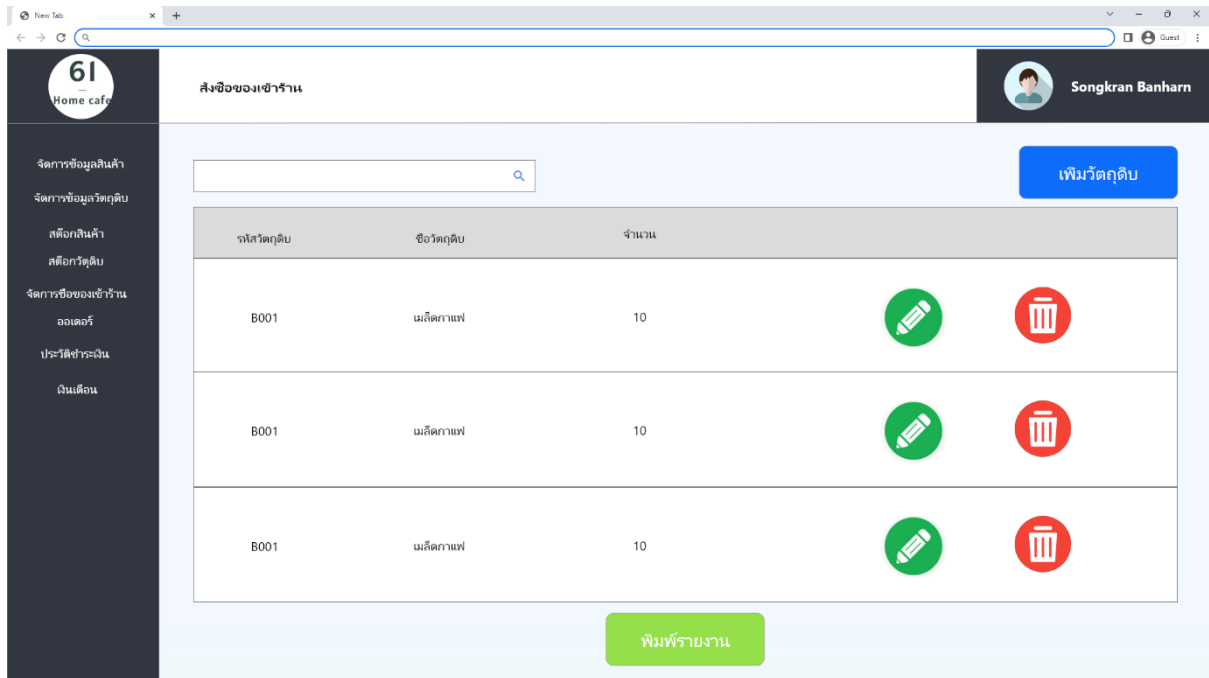 New Tab
Guest
61
Home cafe
สั่งซื้อของเข้าร้าน
Songkran Banharn
จัดการข้อมูลสินค้า
จัดการข้อมูลวัตถุดิบ
สต๊อกสินค้า
สต๊อกวัตุดิบ
จัดการซื้อของเข้าร้าน
ออเดอร์
ประวัติชำระเงิน
เงินเดือน
เพิ่มวัตถุดิบ
รหัสวัตถุดิบ ชื่อวัตถุดิบ จำนวน
B001 เมล็ดกาแฟ 10
B001 เมล็ดกาแฟ 10
B001 เมล็ดกาแฟ 10
พิมพ์รายงาน